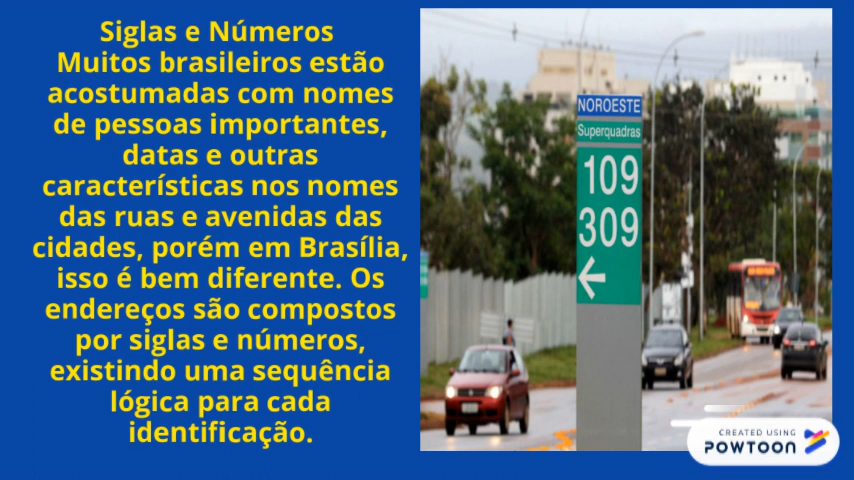 Siglas e Números
Muitos brasileiros estão
acostumadas com nomes
de pessoas importantes,
datas e outras
características nos nomes
das ruas e avenidas das
cidades, porém em Brasília,
isso é bem diferente. Os
endereços são compostos
por siglas e números,
existindo uma sequência
lógica para cada
identificação.
NOROESTE
Superquadras
109
309
CREATED USING
POWTOON